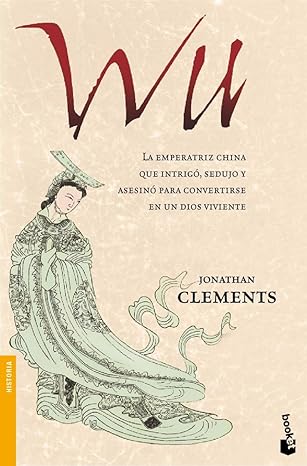 Wu
LA EMPERATRIZ CHINA
QUE INTRIGÓ, SEDUJO Y
ASESINÓ PARA CONVERTIRSE
EN UN DIOS VIVIENTE
JONATHAN
CLEMENTS
HISTORIA
booket